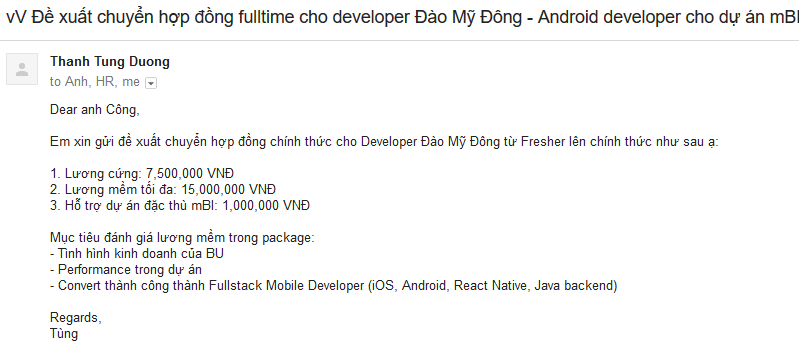 vV Đề xuất chuyển hợp đồng fulltime cho developer Đào Mỹ Đông - Android developer cho dự án mBI
Thanh Tung Duong
to Anh, HR, me
Dear anh Công,
Em xin gửi đề xuất chuyển hợp đồng chính thức cho Developer Đào Mỹ Đông từ Fresher lên chính thức như sau ạ:
1. Lương cứng: 7,500,000 VNĐ
2. Lương mềm tối đa: 15,000,000 VNĐ
3. Hỗ trợ dự án đặc thù mBI: 1,000,000 VNĐ
Mục tiêu đánh giá lương mềm trong package:
- Tình hình kinh doanh của BU
- Performance trong dự án
- Convert thành công thành Fullstack Mobile Developer (iOS, Android, React Native, Java backend)
Regards,
Tùng